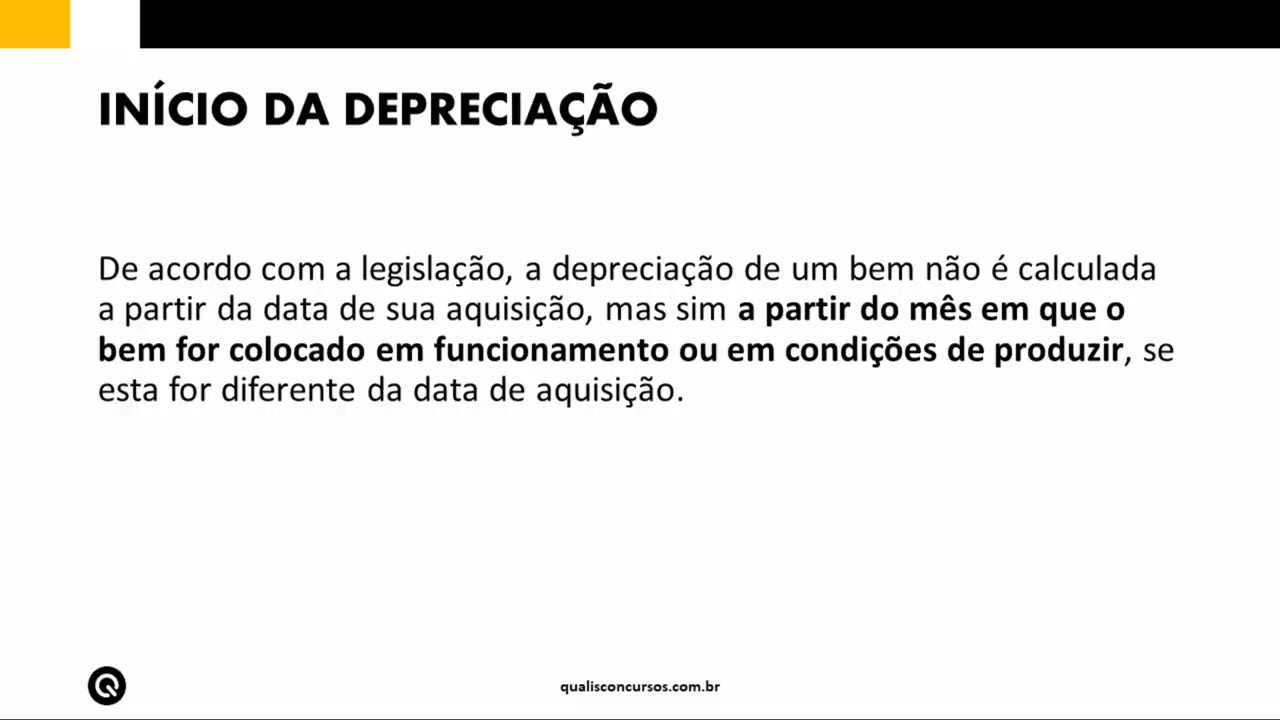 INÍCIO DA DEPRECIAÇÃO
De acordo com a legislação, a depreciação de um bem não é calculada
a partir da data de sua aquisição, mas sim a partir do mês em que o
bem for colocado em funcionamento ou em condições de produzir, se
esta for diferente da data de aquisição.
qualisconcursos.com.br